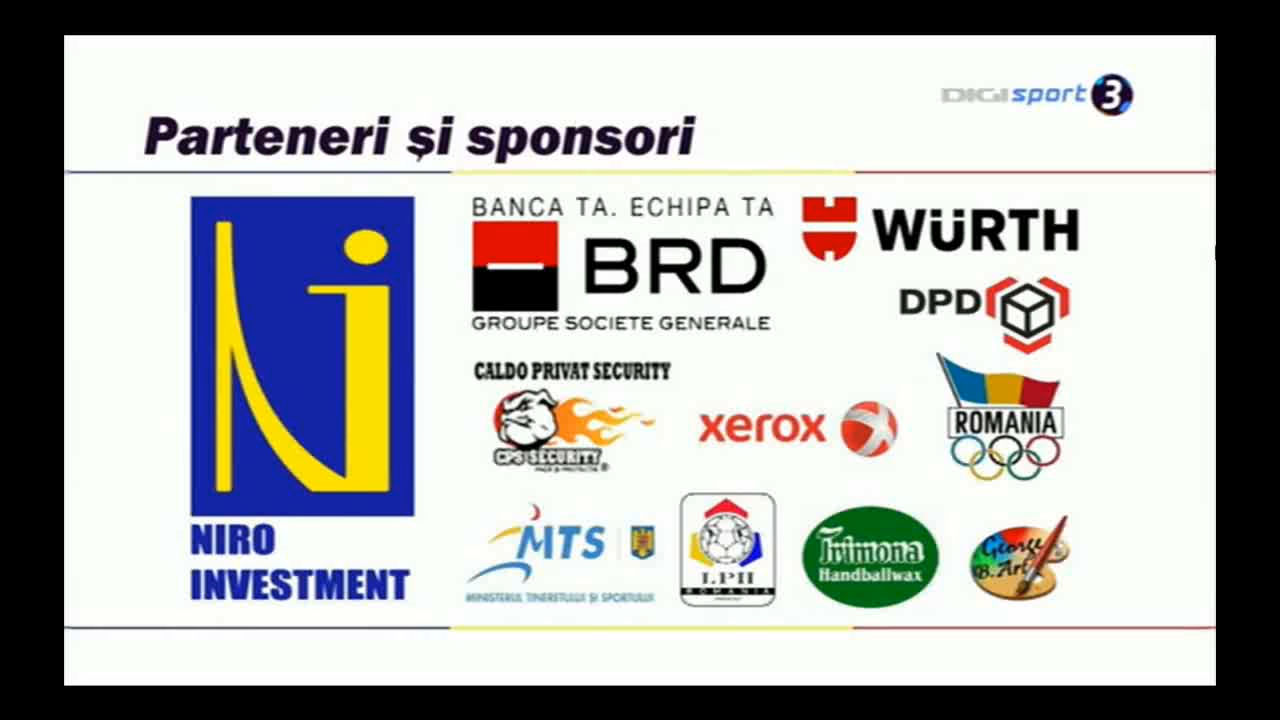 DIGI sport 3
Parteneri și sponsori
NIRO
INVESTMENT
BANCA TA. ECHIPA TA
BRD
GROUPE SOCIETE GENERALE
WÜRTH
DPD
CALDO PRIVAT SECURITY
CPS SECURITY
xerox
ROMANIA
MTS
MINISTERUL TINERETULUI ȘI SPORTULUI
LPH
ROMANIA
Trimona
Handballwax
George
B.Art